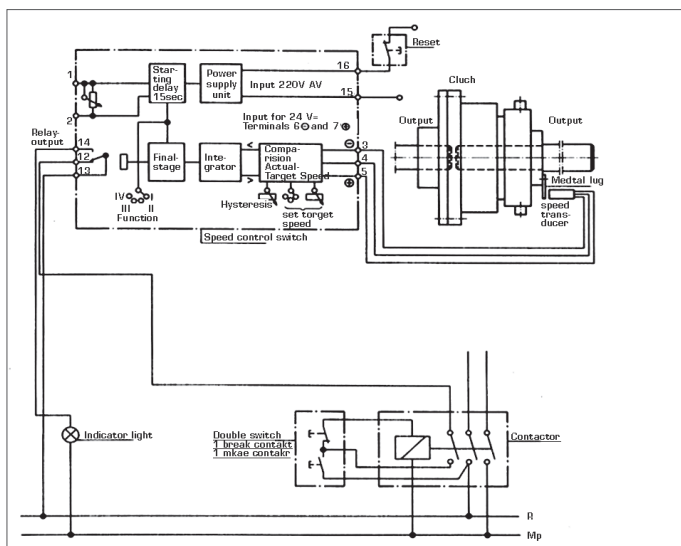 Reset
1
Star-
ting
delay
15sec
Power
supply
unit
Input 220V AV
16
15
Cluch
2
Input for 24 V=
Terminals 6⊖and 7⊕
Output
Output
Relay-
output
14
12
13
Final-
stage
Inte-
grator
<
>
Compa-
rision
Actual-
Target Speed
⊖
3
4
5
⊕
Medtal lug
speed
trans-
ducer
IV
I
III
II
Function
Hysteresis
set torget
speed
Speed control switch
Indicator light
Double switch
1 break contakt
1 mkae contakr
Contactor
R
Mp